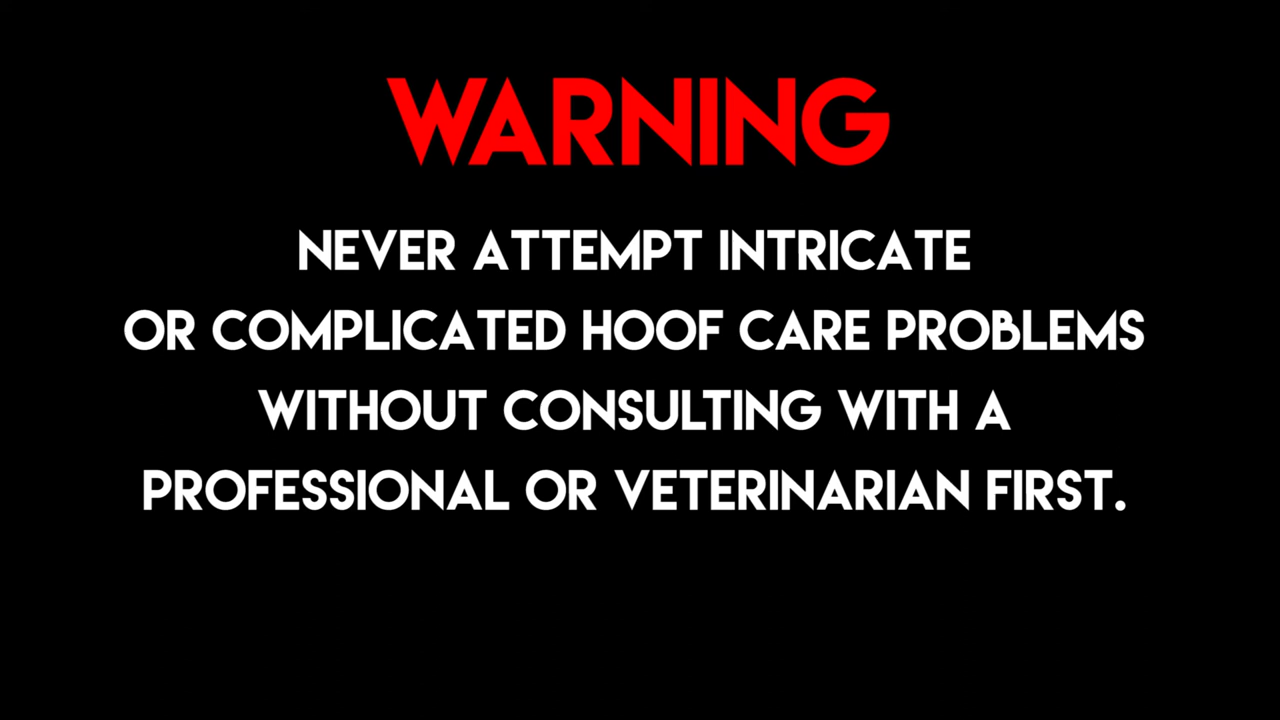 WARNING
NEVER ATTEMPT INTRICATE
OR COMPLICATED HOOF CARE PROBLEMS
WITHOUT CONSULTING WITH A
PROFESSIONAL OR VETERINARIAN FIRST.